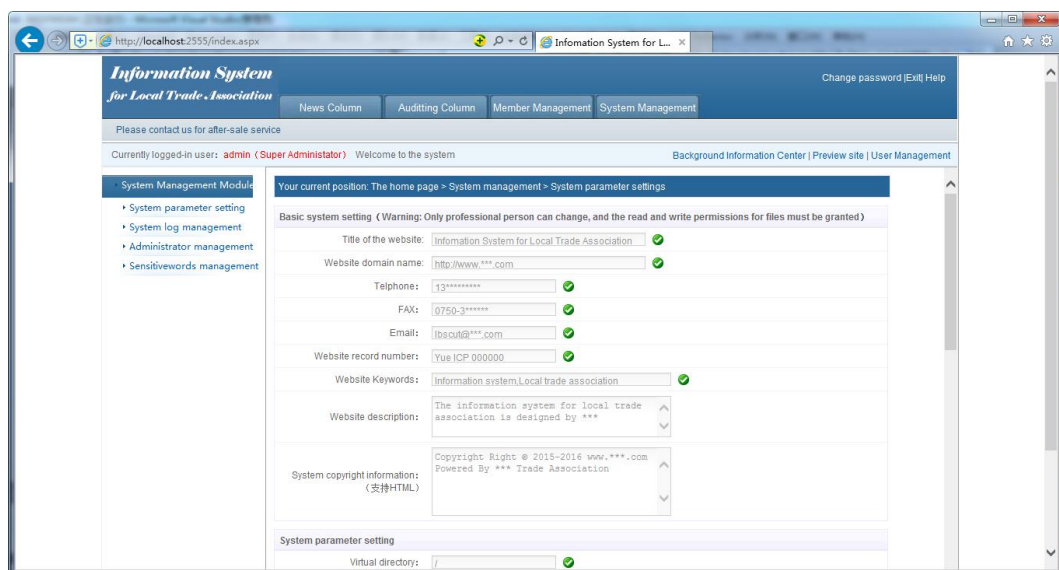 http://localhost:2555/index.aspx
Infomation System for L...
Information System
for Local Trade Association
Change password |Exit| Help
News Column
Auditting Column
Member Management
System Management
Please contact us for after-sale service
Currently logged-in user: admin (Super Administator) Welcome to the system
Background Information Center | Preview site | User Management
System Management Module
System parameter setting
System log management
Administrator management
Sensitivewords management
Your current position: The home page > System management > System parameter settings
Basic system setting (Warning: Only professional person can change, and the read and write permissions for files must be granted)
Title of the website: Infomation System for Local Trade Association
Website domain name: http://www.***.com
Telphone: 13*********
FAX: 0750-3******
Email: lbscut@***.com
Website record number: Yue ICP 000000
Website Keywords: Information system,Local trade association
Website description:
The information system for local trade
association is designed by ***
System copyright information:
(支持HTML)
Copyright Right @ 2015-2016 www.***.com
Powered By *** Trade Association
System parameter setting
Virtual directory: /